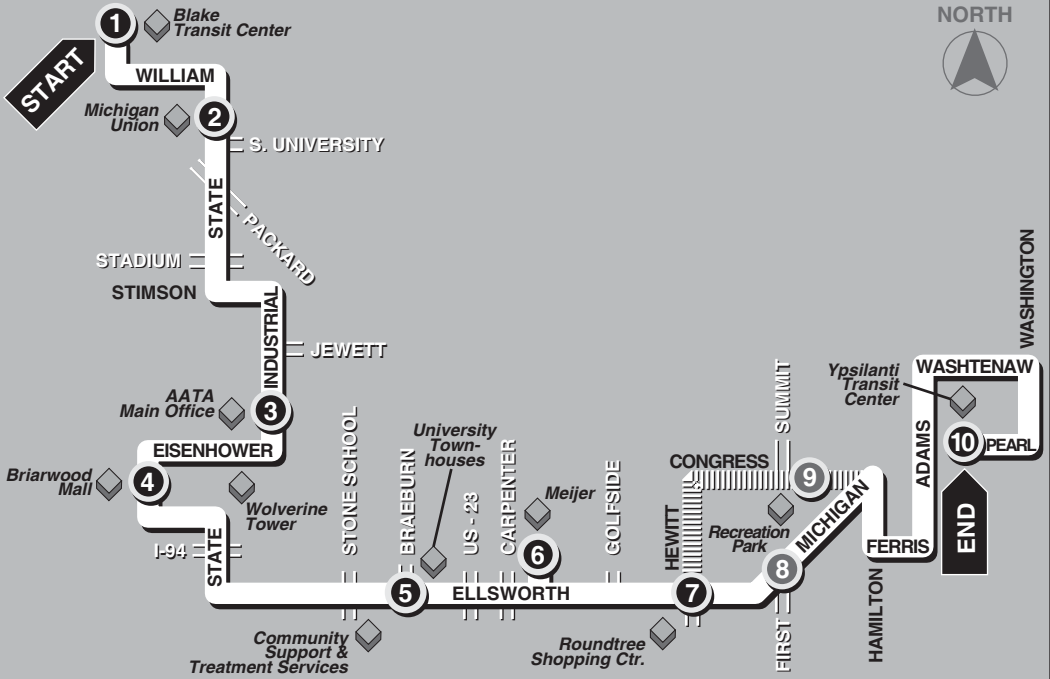 1
Blake
Transit Center
NORTH
START
WILLIAM
Michigan
Union
2
S. UNIVERSITY
STATE
PACKARD
STADIUM
STIMSON
INDUSTRIAL
JEWETT
WASHINGTON
AATA
Main Office
3
EISENHOWER
Briarwood
Mall
4
Wolverine
Tower
I-94
STATE
STONE SCHOOL
BRAEBURN
University
Town-
houses
US - 23
CARPENTER
Meijer
6
GOLFSIDE
5
ELLSWORTH
Community
Support &
Treatment Services
HEWITT
CONGRESS
SUMMIT
9
Recreation
Park
7
Roundtree
Shopping Ctr.
8
FIRST
MICHIGAN
HAMILTON
FERRIS
ADAMS
WASHTENAW
Ypsilanti
Transit
Center
10
PEARL
END